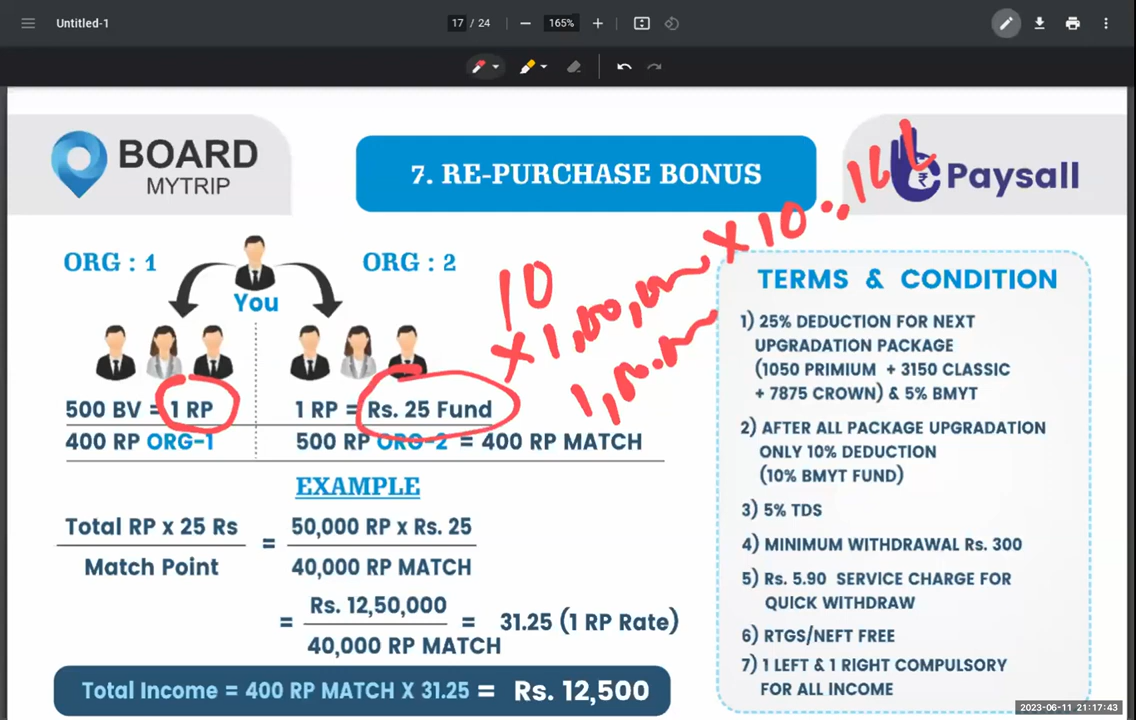 Untitled-1
17 / 24
165%
BOARD
MYTRIP
7. RE-PURCHASE BONUS
Paysall
ORG : 1
ORG : 2
You
500 BV = 1 RP
1 RP = Rs. 25 Fund
400 RP ORG-1
500 RP ORG-2 = 400 RP MATCH
EXAMPLE
Total RP x 25 Rs
Match Point
=
50,000 RP x Rs. 25
40,000 RP MATCH
=
Rs. 12,50,000
40,000 RP MATCH
= 31.25 (1 RP Rate)
Total Income = 400 RP MATCH X 31.25 = Rs. 12,500
10
TERMS & CONDITION
1) 25% DEDUCTION FOR NEXT
UPGRADATION PACKAGE
(1050 PRIMIUM + 3150 CLASSIC
+ 7875 CROWN) & 5% BMYT
2) AFTER ALL PACKAGE UPGRADATION
ONLY 10% DEDUCTION
(10% BMYT FUND)
3) 5% TDS
4) MINIMUM WITHDRAWAL Rs. 300
5) Rs. 5.90 SERVICE CHARGE FOR
QUICK WITHDRAW
6) RTGS/NEFT FREE
7) 1 LEFT & 1 RIGHT COMPULSORY
FOR ALL INCOME
2023-06-11 21:17:43